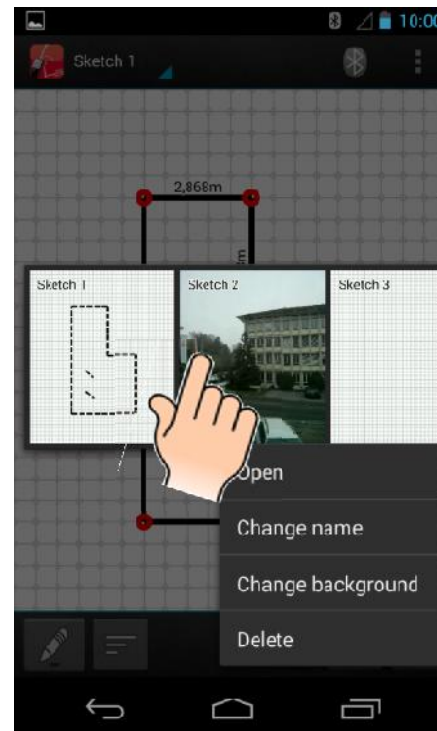 10:00
Sketch 1
2,868m
Sketch 1
Sketch 2
Sketch 3
Open
Change name
Change background
Delete